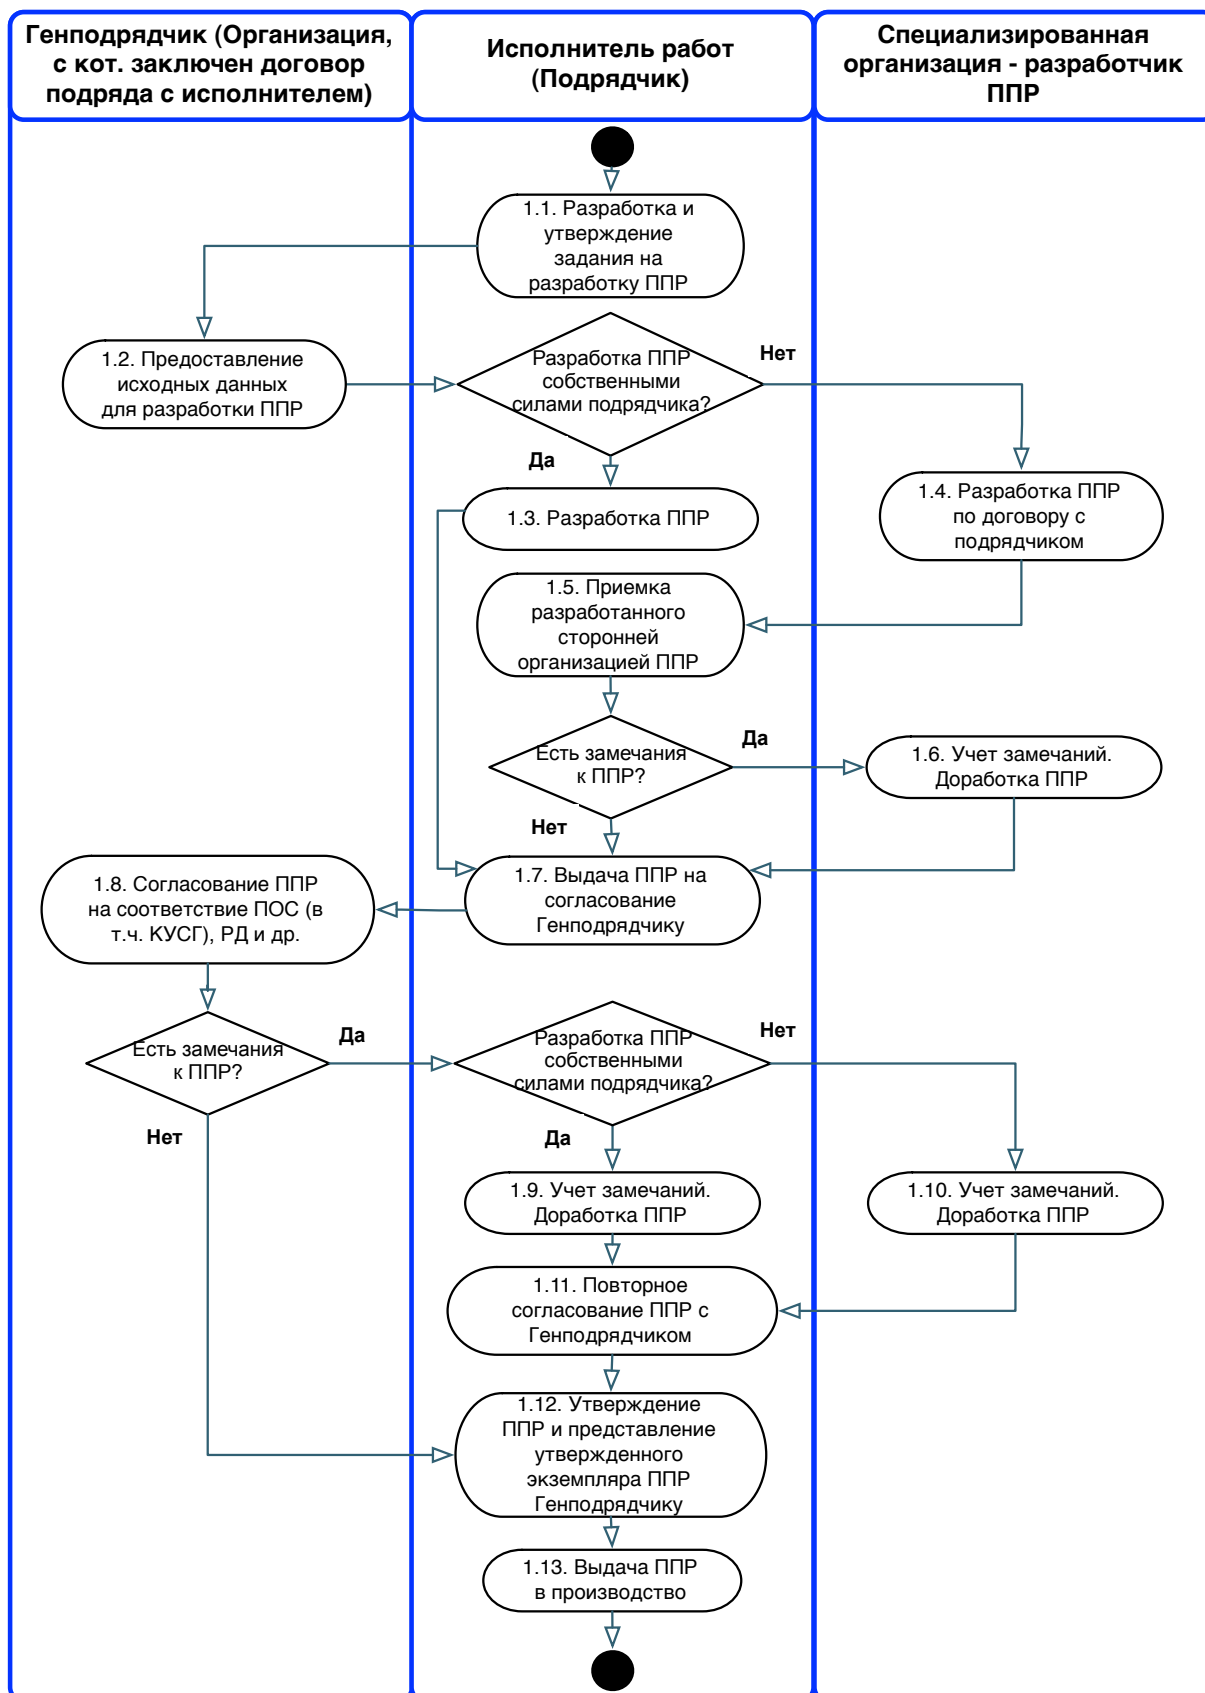 Генподрядчик (Организация,
с кот. заключен договор
подряда с исполнителем)
Исполнитель работ
(Подрядчик)
Специализированная
организация - разработчик
ППР
1.1. Разработка и
утверждение
задания на
разработку ППР
1.2. Предоставление
исходных данных
для разработки ППР
Разработка ППР
собственными
силами подрядчика?
Нет
Да
1.3. Разработка ППР
1.4. Разработка ППР
по договору с
подрядчиком
1.5. Приемка
разработанного
сторонней
организацией ППР
Есть замечания
к ППР?
Да
1.6. Учет замечаний.
Доработка ППР
Нет
1.7. Выдача ППР на
согласование
Генподрядчику
1.8. Согласование ППР
на соответствие ПОС (в
т.ч. КУСГ), РД и др.
Есть замечания
к ППР?
Да
Нет
Разработка ППР
собственными
силами подрядчика?
Нет
Да
1.9. Учет замечаний.
Доработка ППР
1.10. Учет замечаний.
Доработка ППР
1.11. Повторное
согласование ППР с
Генподрядчиком
1.12. Утверждение
ППР и представление
утвержденного
экземпляра ППР
Генподрядчику
1.13. Выдача ППР
в производство